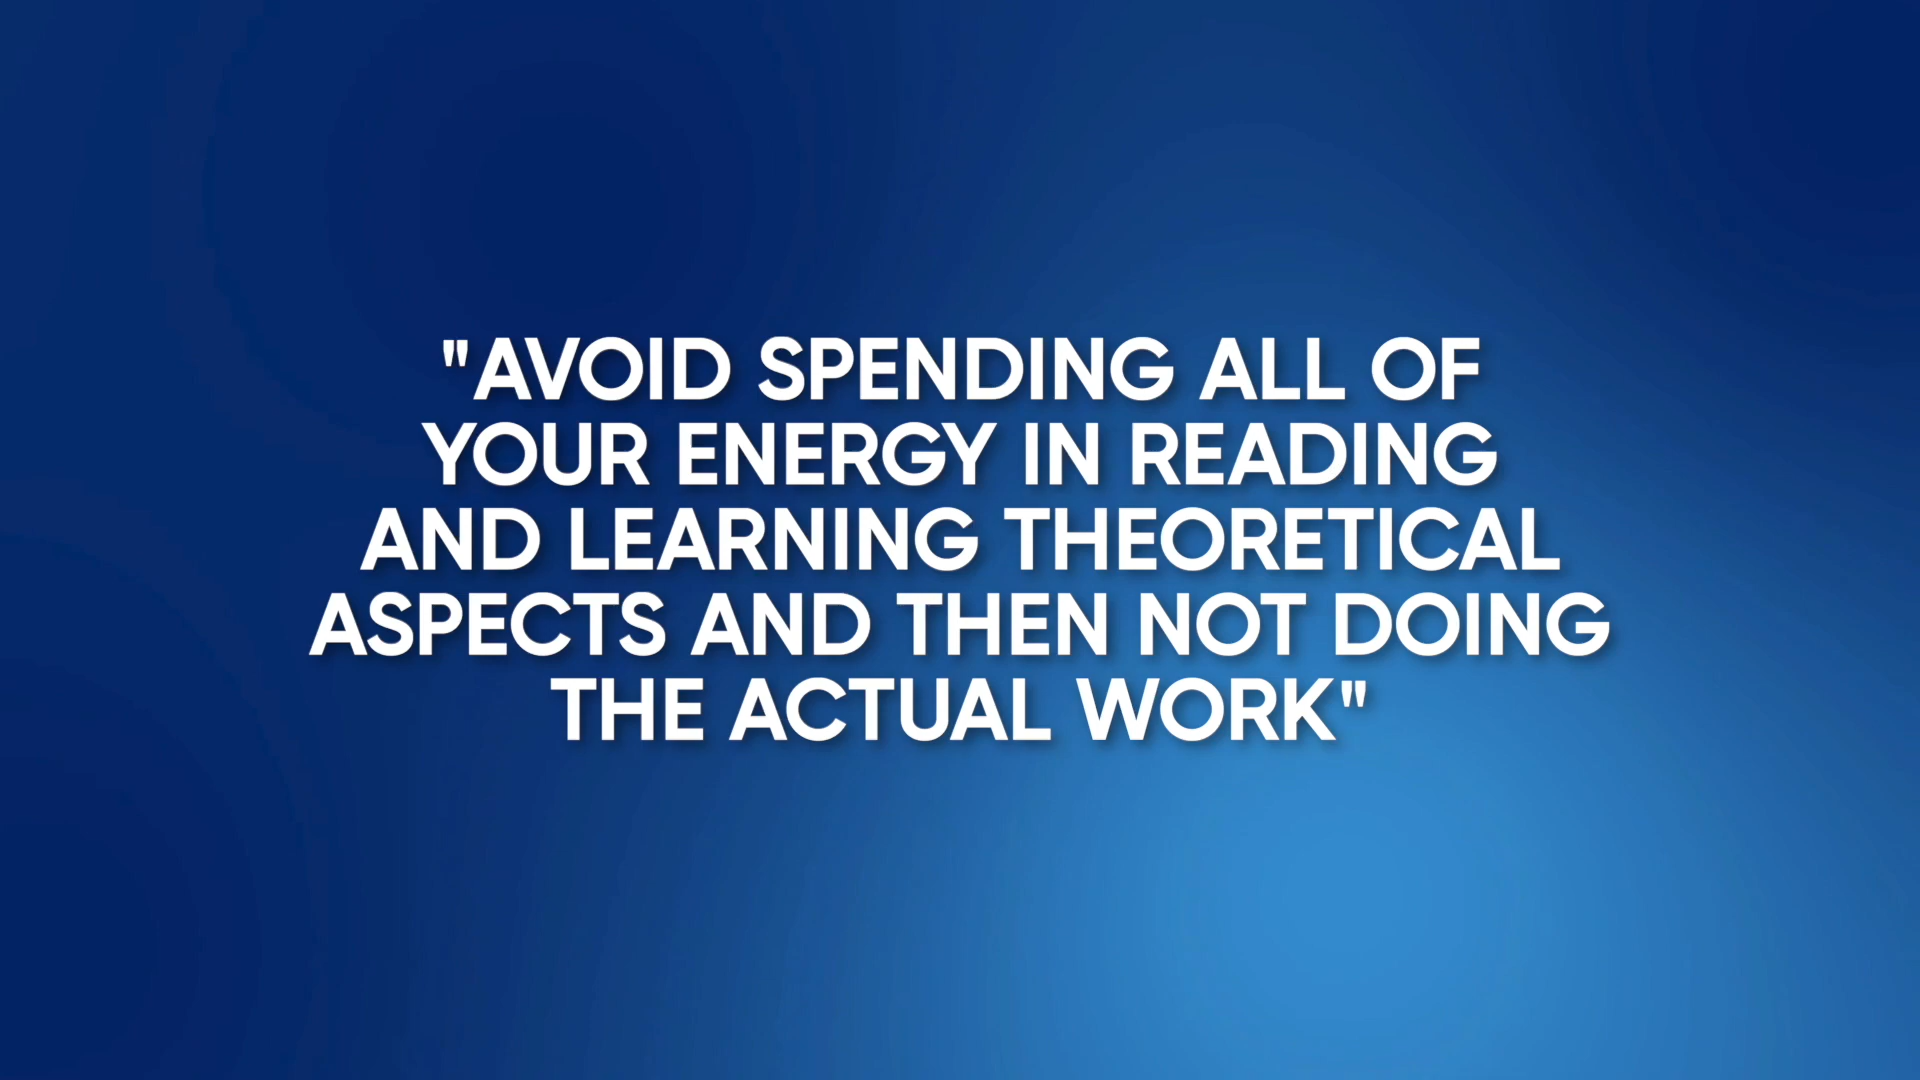 "AVOID SPENDING ALL OF
YOUR ENERGY IN READING
AND LEARNING THEORETICAL
ASPECTS AND THEN NOT DOING
THE ACTUAL WORK"